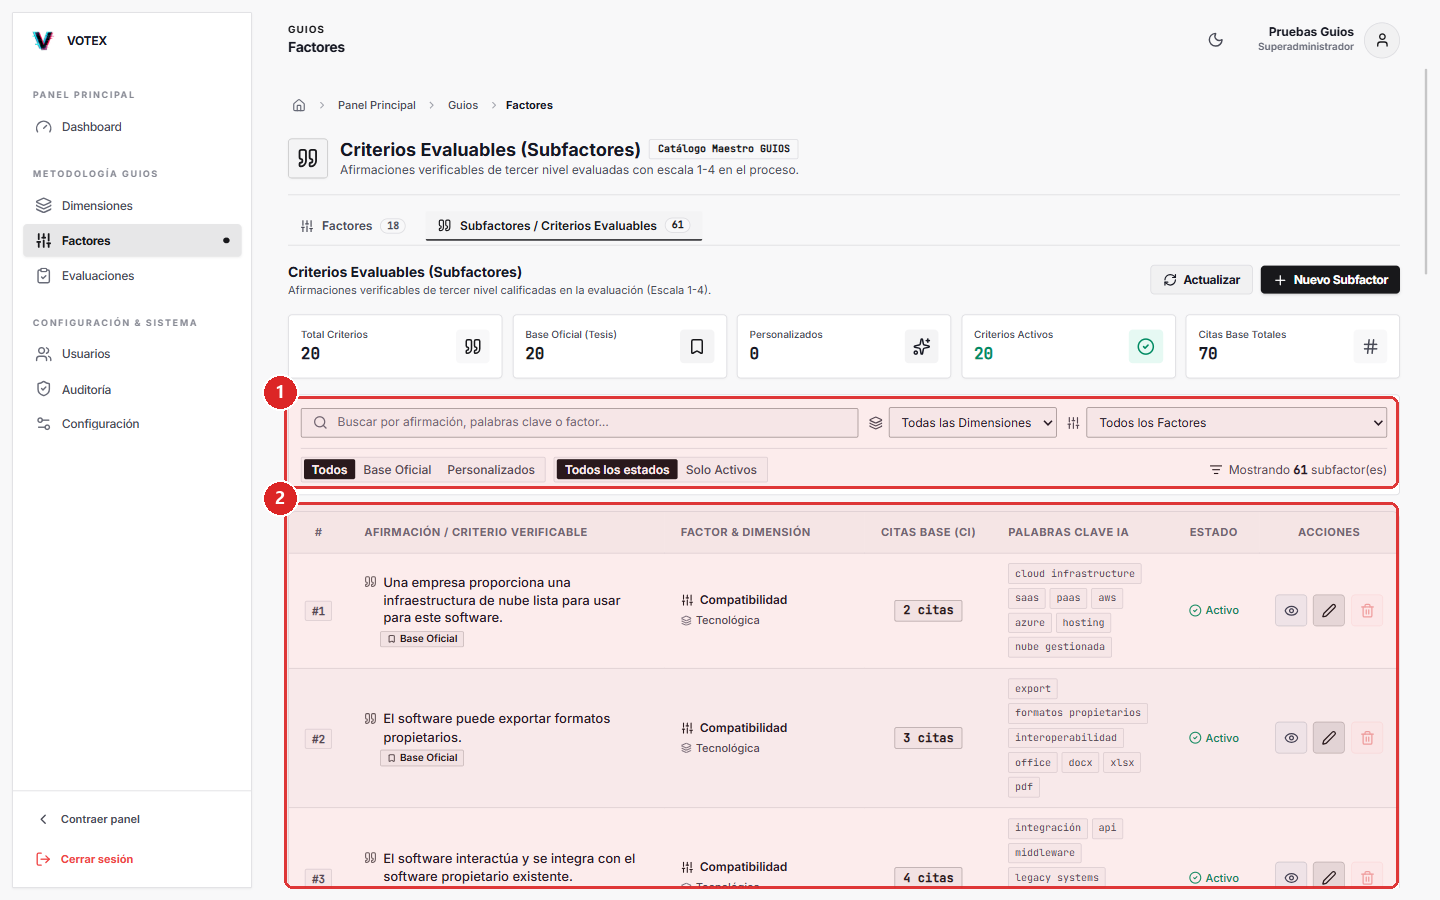 VOTEX
PANEL PRINCIPAL
Dashboard
METODOLOGÍA GUIOS
Dimensiones
Factores
Evaluaciones
CONFIGURACIÓN & SISTEMA
Usuarios
Auditoría
Configuración
Contraer panel
Cerrar sesión
GUIOS
Factores
Pruebas Guios
Superadministrador
Panel Principal
Guios
Factores
Criterios Evaluables (Subfactores)
Catálogo Maestro GUIOS
Afirmaciones verificables de tercer nivel evaluadas con escala 1-4 en el proceso.
Factores 18
Subfactores / Criterios Evaluables 61
Criterios Evaluables (Subfactores)
Afirmaciones verificables de tercer nivel calificadas en la evaluación (Escala 1-4).
Actualizar
Nuevo Subfactor
Total Criterios
20
Base Oficial (Tesis)
20
Personalizados
0
Criterios Activos
20
Citas Base Totales
70
1
Buscar por afirmación, palabras clave o factor...
Todas las Dimensiones
Todos los Factores
Todos Base Oficial Personalizados
Todos los estados Solo Activos
Mostrando 61 subfactor(es)
2
# AFIRMACIÓN / CRITERIO VERIFICABLE FACTOR & DIMENSIÓN CITAS BASE (CI) PALABRAS CLAVE IA ESTADO ACCIONES
#1
Una empresa proporciona una
infraestructura de nube lista para usar
para este software.
Base Oficial
Compatibilidad
Tecnológica
2 citas
cloud infrastructure
saas paas aws
azure hosting
nube gestionada
Activo
#2
El software puede exportar formatos
propietarios.
Base Oficial
Compatibilidad
Tecnológica
3 citas
export
formatos propietarios
interoperabilidad
office docx xlsx
pdf
Activo
#3
El software interactúa y se integra con el
software propietario existente.
Compatibilidad
Tecnológica
4 citas
integración api
middleware
legacy systems
Activo